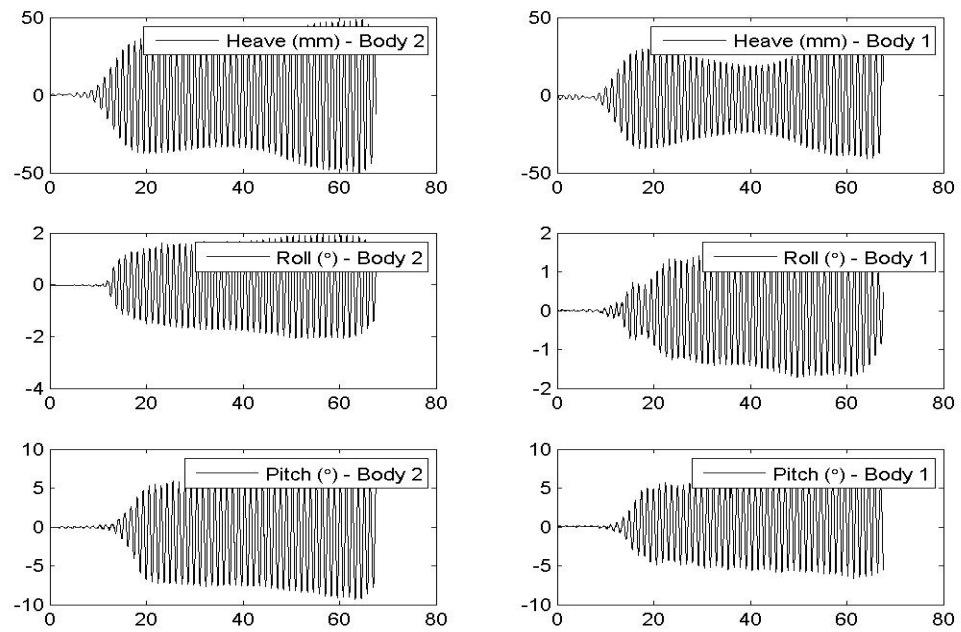 50
0
-50
Heave (mm) - Body 2
0 20 40 60 80
50
0
-50
Heave (mm) - Body 1
0 20 40 60 80
2
0
-2
-4
Roll (°) - Body 2
0 20 40 60 80
2
1
0
-1
-2
Roll (°) - Body 1
0 20 40 60 80
10
5
0
-5
-10
Pitch (°) - Body 2
0 20 40 60 80
10
5
0
-5
-10
Pitch (°) - Body 1
0 20 40 60 80